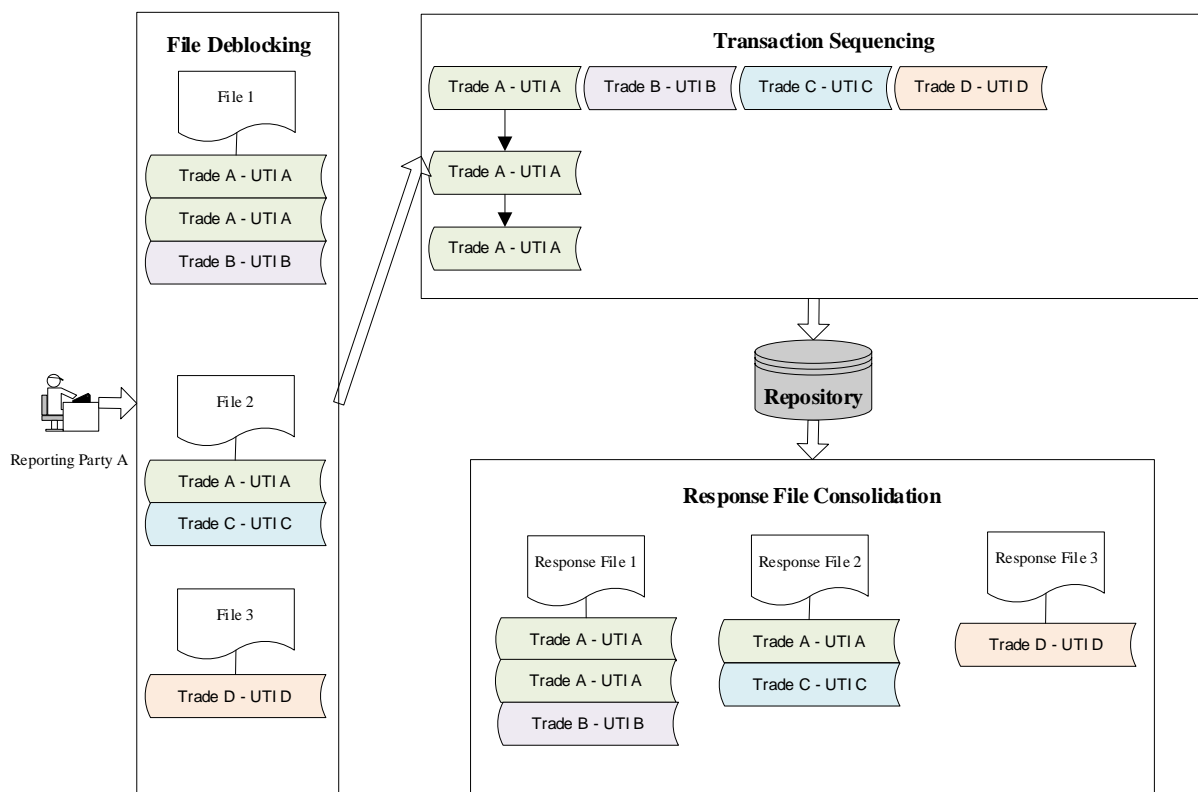 File Deblocking
File 1
Trade A - UTI A
Trade A - UTI A
Trade B - UTI B
File 2
Trade A - UTI A
Trade C - UTI C
File 3
Trade D - UTI D
Reporting Party A
Transaction Sequencing
Trade A - UTI A
Trade B - UTI B
Trade C - UTI C
Trade D - UTI D
Trade A - UTI A
Trade A - UTI A
Repository
Response File Consolidation
Response File 1
Trade A - UTI A
Trade A - UTI A
Trade B - UTI B
Response File 2
Trade A - UTI A
Trade C - UTI C
Response File 3
Trade D - UTI D